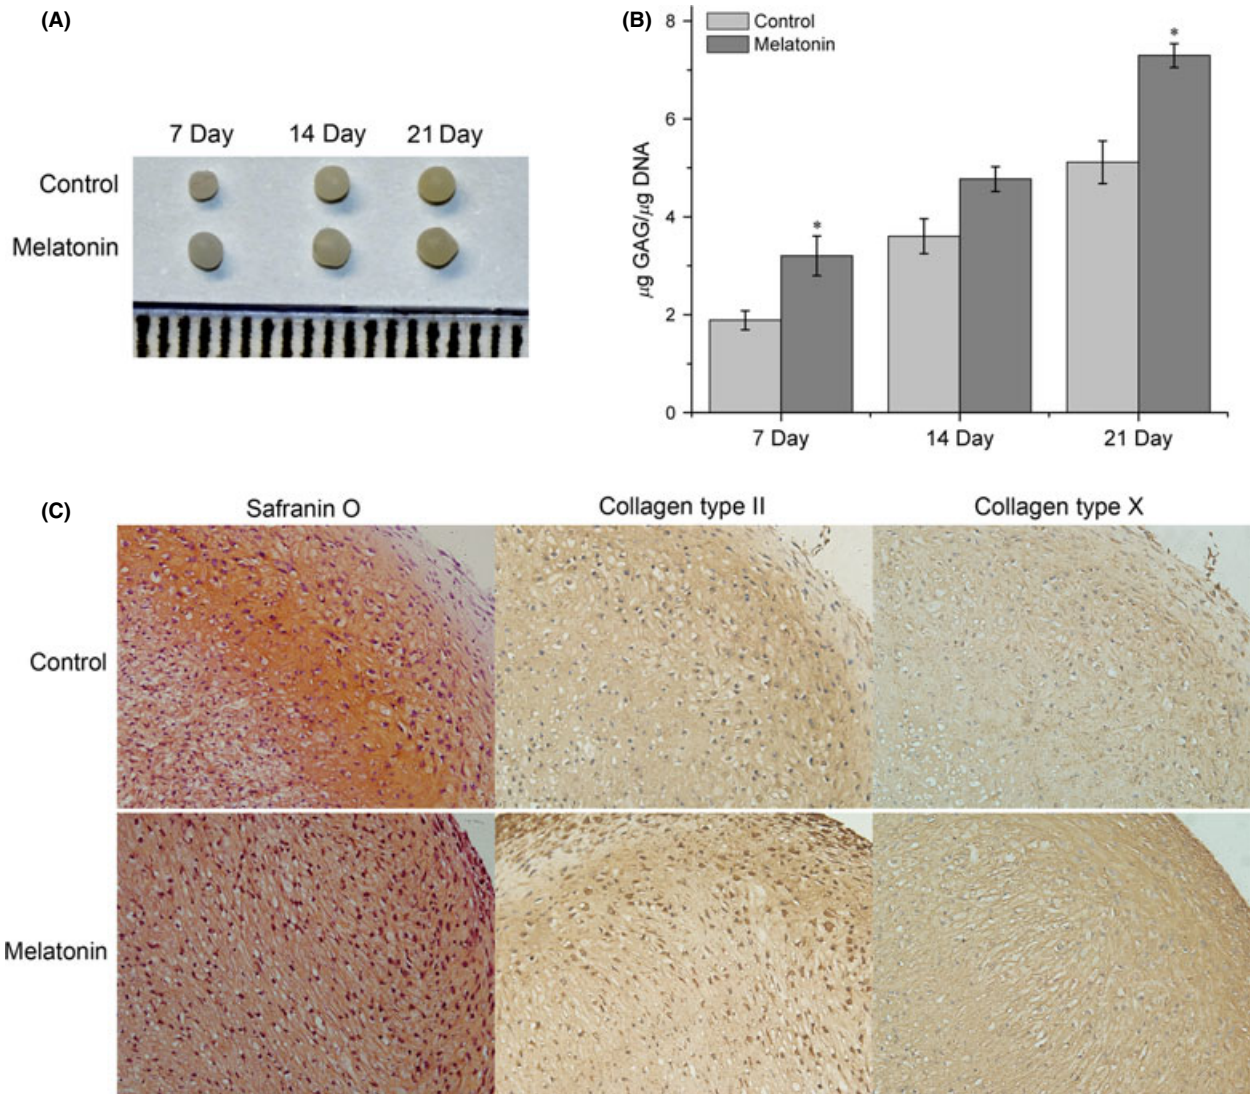 (A)
7 Day 14 Day 21 Day
Control
Melatonin
(B)
Control
Melatonin
μg GAG/μg DNA
8
6
4
2
0
*
*
7 Day 14 Day 21 Day
(C)
Safranin O Collagen type II Collagen type X
Control
Melatonin